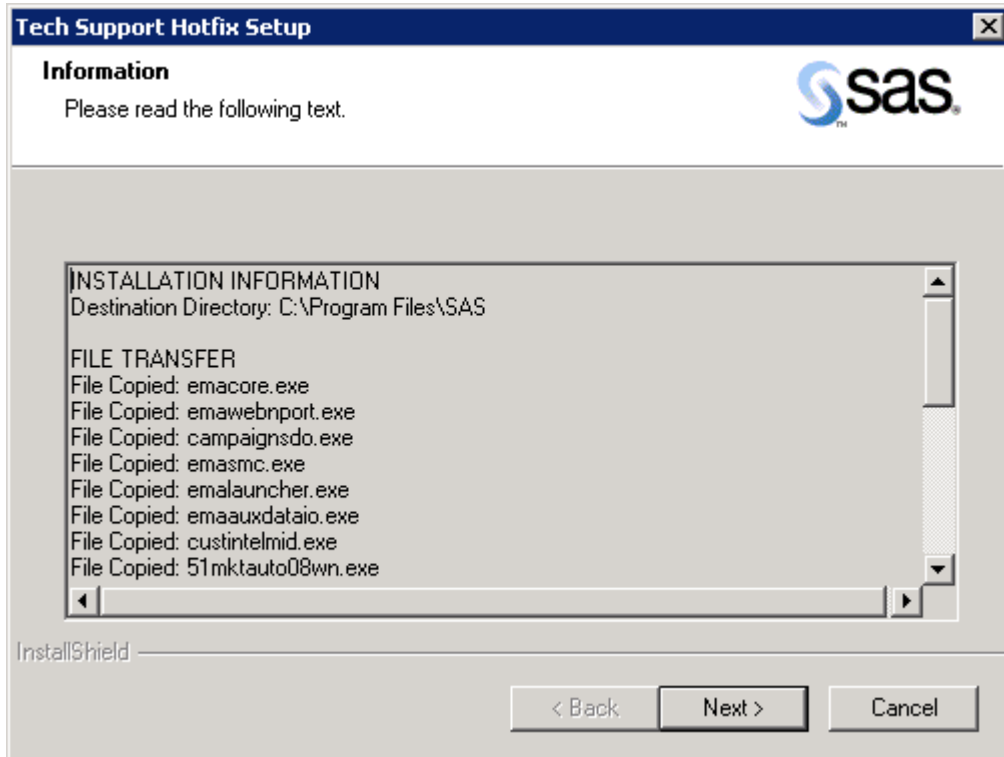 Tech Support Hotfix Setup
Information
Please read the following text.
sas®
TM
INSTALLATION INFORMATION
Destination Directory: C:\Program Files\SAS
FILE TRANSFER
File Copied: emacore.exe
File Copied: emawebnport.exe
File Copied: campaignsdo.exe
File Copied: emasmc.exe
File Copied: emalauncher.exe
File Copied: emaauxdataio.exe
File Copied: custintelmid.exe
File Copied: 51mktauto08wn.exe
InstallShield
< Back
Next >
Cancel